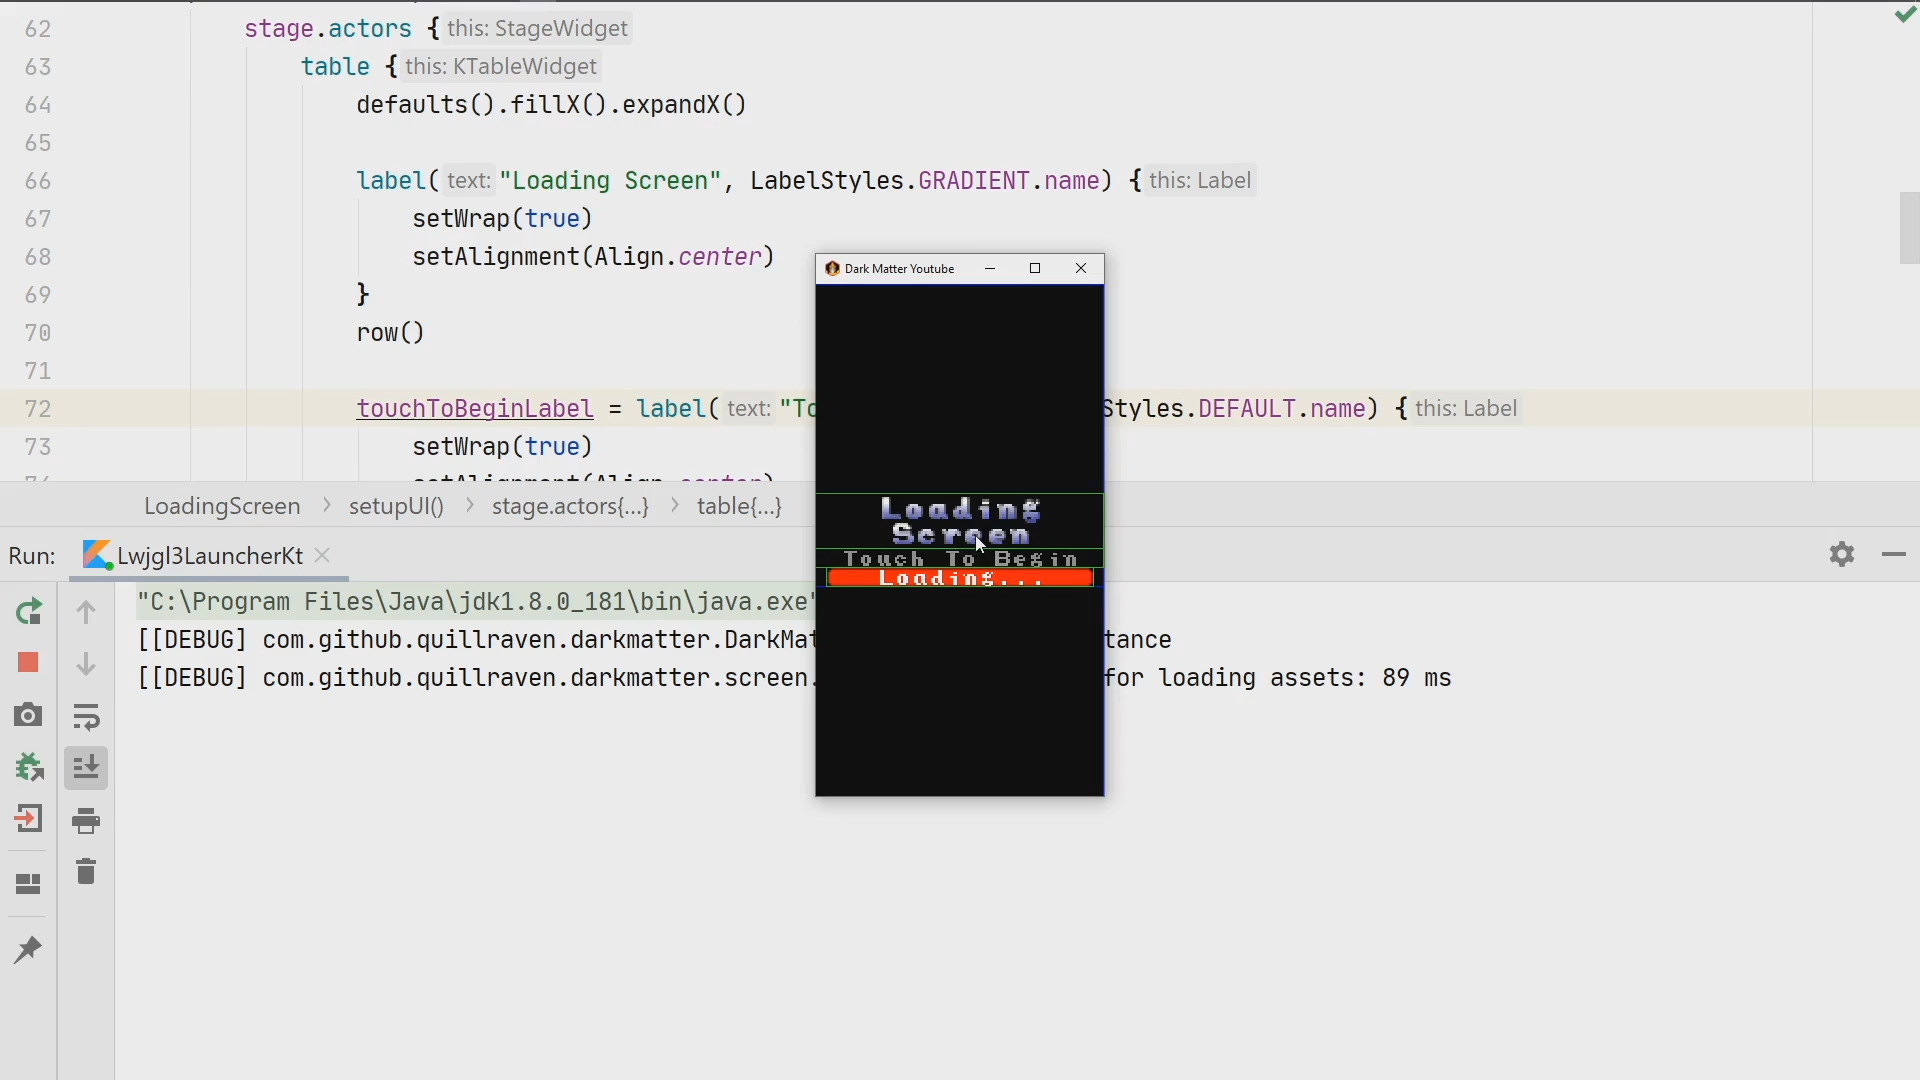 62 stage.actors { this: StageWidget
63 table { this: KTableWidget
64 defaults().fillX().expandX()
65
66 label( text: "Loading Screen", LabelStyles.GRADIENT.name) { this: Label
67 setWrap(true)
68 setAlignment(Align.center)
69 }
70 row()
71
72 touchToBeginLabel = label( text: "To Styles.DEFAULT.name) { this: Label
73 setWrap(true)
LoadingScreen > setupUI() > stage.actors{...} > table{...}
Dark Matter Youtube
Loading
Screen
Touch To Begin
Loading...
Run: Lwjgl3LauncherKt
"C:\Program Files\Java\jdk1.8.0_181\bin\java.exe"
[[DEBUG] com.github.quillraven.darkmatter.DarkMat tance
[[DEBUG] com.github.quillraven.darkmatter.screen. for loading assets: 89 ms